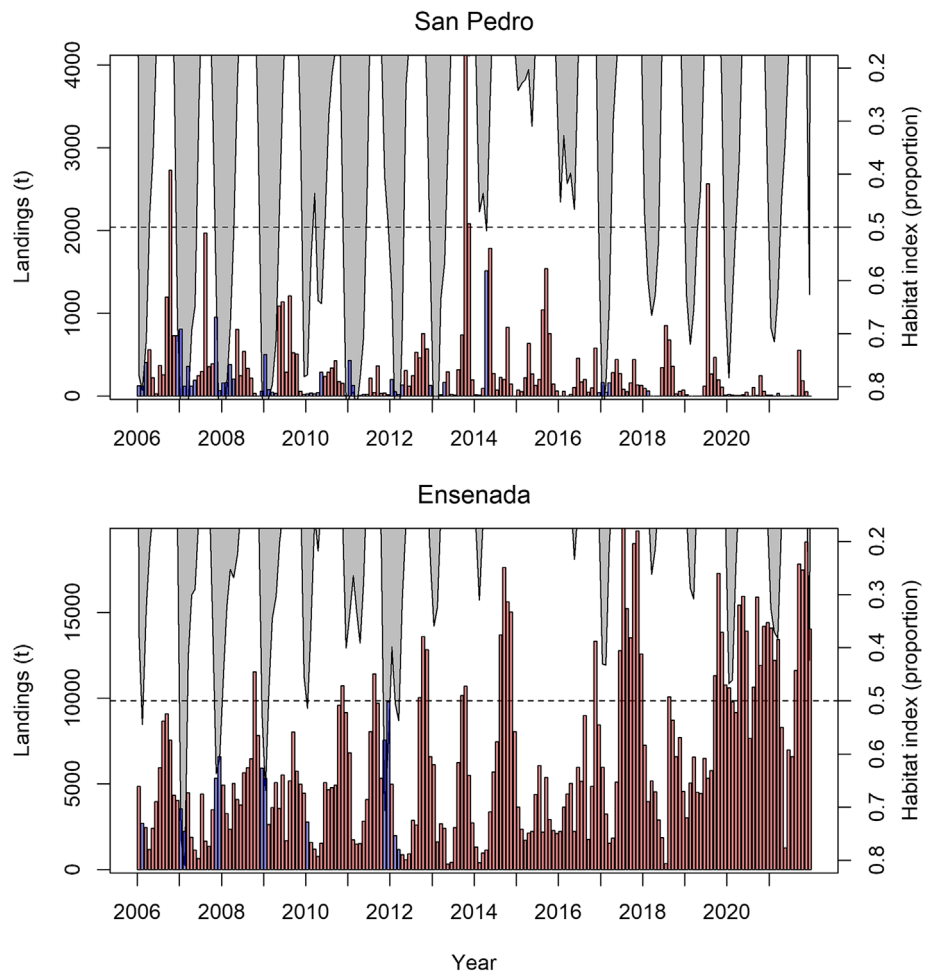 San Pedro
Landings (t)
0 1000 2000 3000 4000
0.2 0.3 0.4 0.5 0.6 0.7 0.8
Habitat index (proportion)
2006 2008 2010 2012 2014 2016 2018 2020
Ensenada
Landings (t)
0 5000 10000 15000
0.2 0.3 0.4 0.5 0.6 0.7 0.8
Habitat index (proportion)
2006 2008 2010 2012 2014 2016 2018 2020
Year